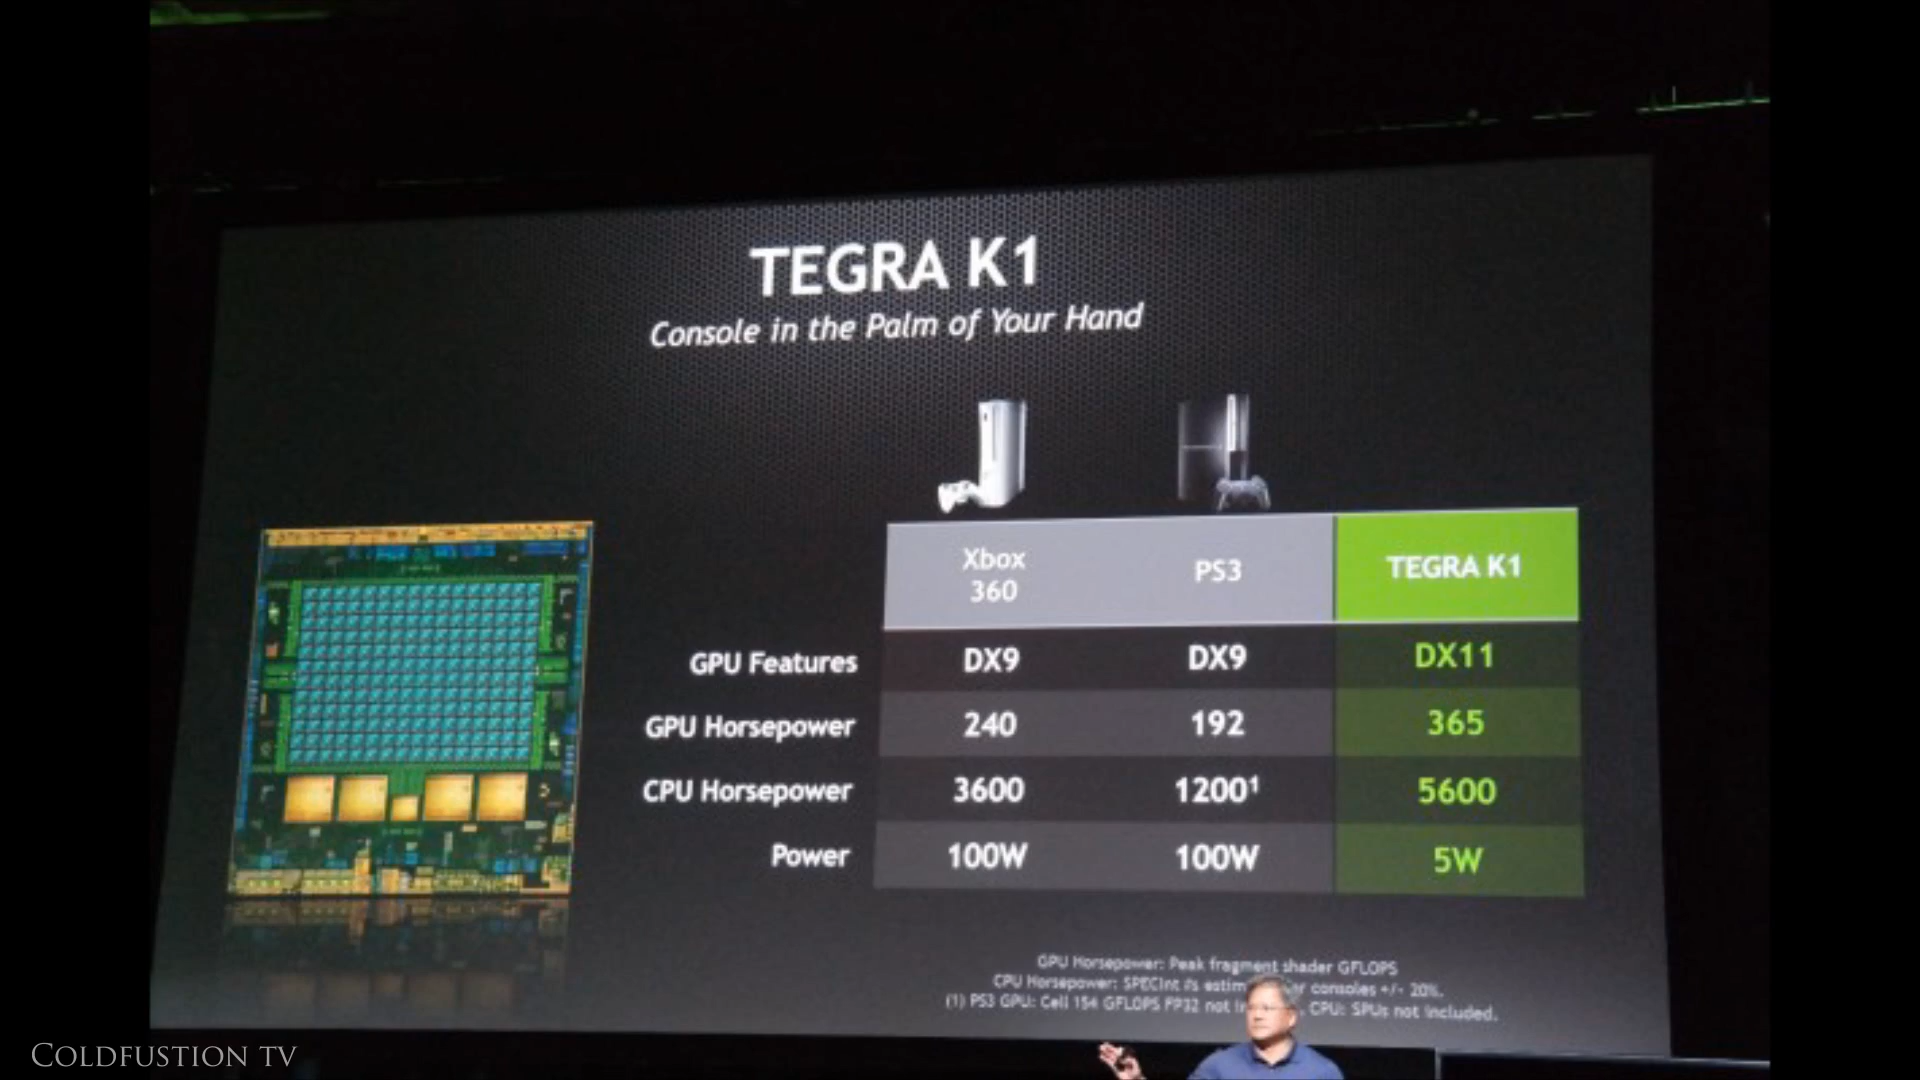 TEGRA K1
Console in the Palm of Your Hand
Xbox 360 PS3 TEGRA K1
GPU Features DX9 DX9 DX11
GPU Horsepower 240 192 365
CPU Horsepower 3600 1200¹ 5600
Power 100W 100W 5W
GPU Horsepower: Peak fragment shader GFLOPS
CPU Horsepower: SPECint consoles +/- 20%.
(1) PS3 GPU: Cell 154 GFLOPS FP32 not CPU: SPUs not included.
COLDFUSTION TV